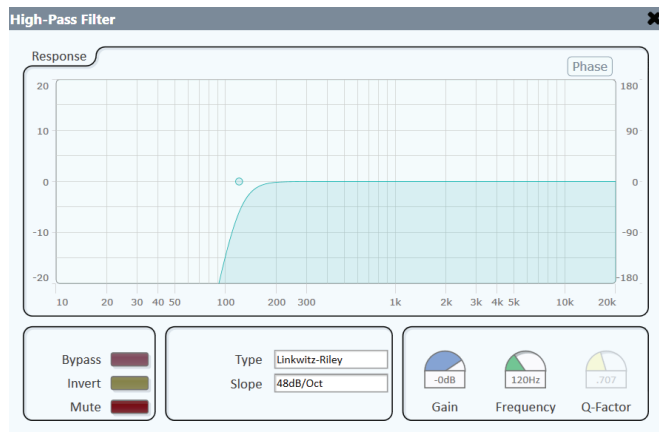 High-Pass Filter
Response
Phase
20 180
10 90
0 0
-10 -90
-20 -180
10 20 30 40 50 100 200 300 1k 2k 3k 4k 5k 10k 20k
Bypass
Invert
Mute
Type Linkwitz-Riley
Slope 48dB/Oct
-0dB 120Hz .707
Gain Frequency Q-Factor